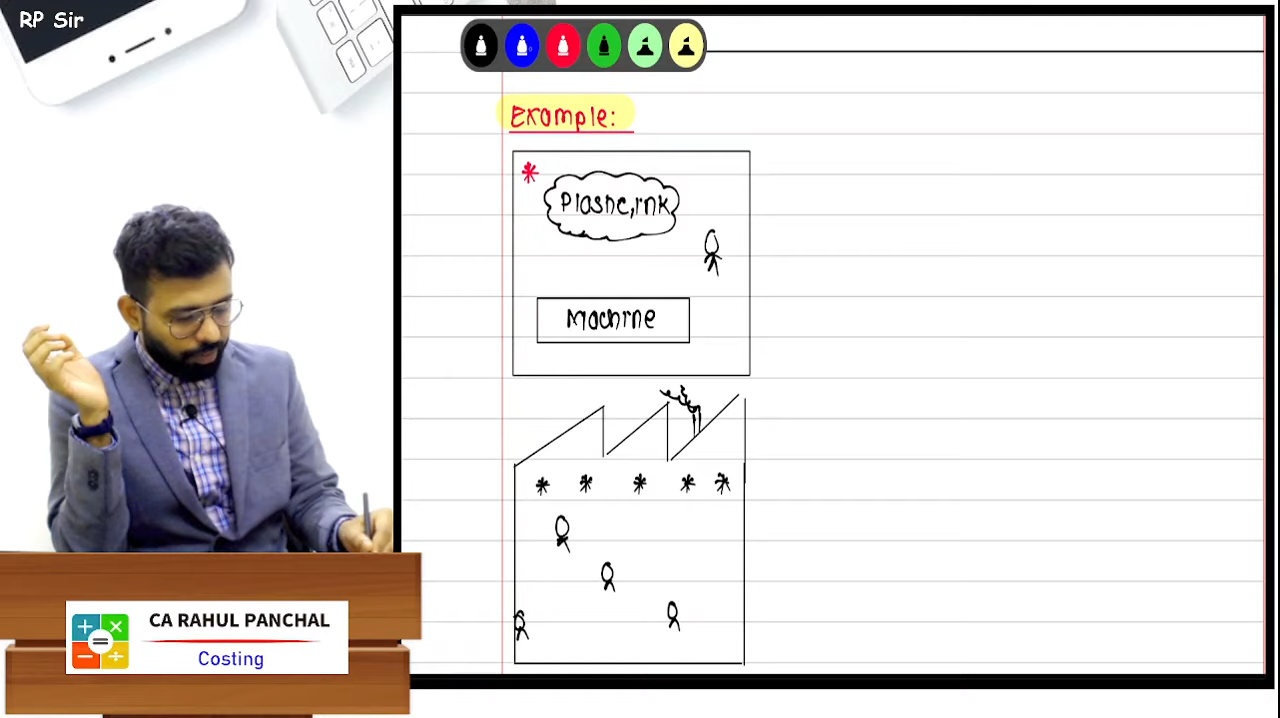 RP Sir
Example:
Plastic, Ink
Machine
CA RAHUL PANCHAL
Costing